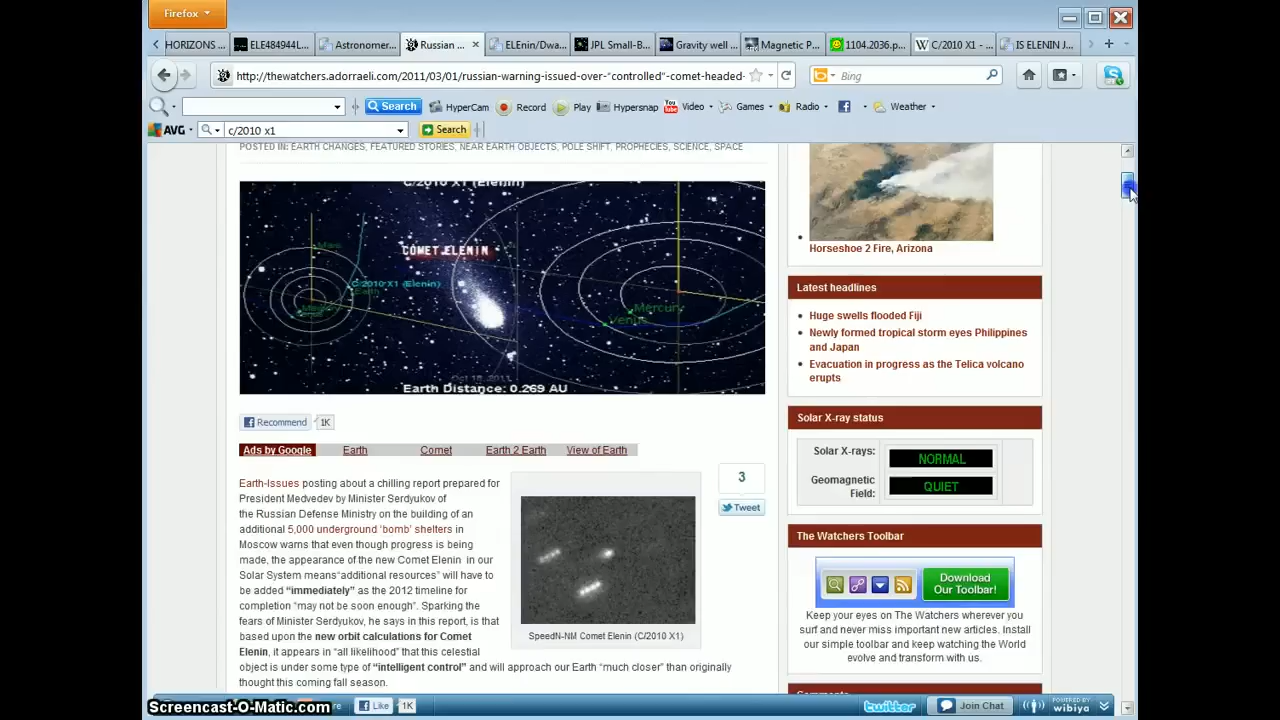 Firefox
HORIZONS ...
ELE484944L...
Astronomer...
Russian ...
ELEnin/Dwa...
JPL Small-B...
Gravity well ...
Magnetic P...
1104.2036.p...
C/2010 X1 - ...
IS ELENIN J...
http://thewatchers.adorraeli.com/2011/03/01/russian-warning-issued-over-"controlled"-comet-headed-
Bing
Search
HyperCam
Record
Play
Hypersnap
Video
Games
Radio
Weather
AVG
c/2010 x1
Search
POSTED IN: EARTH CHANGES, FEATURED STORIES, NEAR EARTH OBJECTS, POLE SHIFT, PROPHECIES, SCIENCE, SPACE
C/2010 X1 (Elenin)
COMET ELENIN
C/2010 X1 (Elenin)
Earth
Mercury
Venus
Oct 18, 2011
Earth Distance: 0.269 AU
Recommend
1K
Ads by Google
Earth
Comet
Earth 2 Earth
View of Earth
Earth-Issues posting about a chilling report prepared for
President Medvedev by Minister Serdyukov of
the Russian Defense Ministry on the building of an
additional 5,000 underground 'bomb' shelters in
Moscow warns that even though progress is being
made, the appearance of the new Comet Elenin in our
Solar System means"additional resources" will have to
be added "immediately" as the 2012 timeline for
completion "may not be soon enough". Sparking the
fears of Minister Serdyukov, he says in this report, is that
based upon the new orbit calculations for Comet
Elenin, it appears in "all likelihood" that this celestial
object is under some type of "intelligent control" and will approach our Earth "much closer" than originally
thought this coming fall season.
SpeedN-NM Comet Elenin (C/2010 X1)
3
Tweet
Horseshoe 2 Fire, Arizona
Latest headlines
Huge swells flooded Fiji
Newly formed tropical storm eyes Philippines
and Japan
Evacuation in progress as the Telica volcano
erupts
Solar X-ray status
Solar X-rays:
NORMAL
Geomagnetic
Field:
QUIET
The Watchers Toolbar
Download
Our Toolbar!
Keep your eyes on The Watchers wherever you
surf and never miss important new articles. Install
our simple toolbar and keep watching the World
evolve and transform with us.
Comments
Screencast-O-Matic.com
Like
1K
twitter
Join Chat
POWERED BY
wibiya